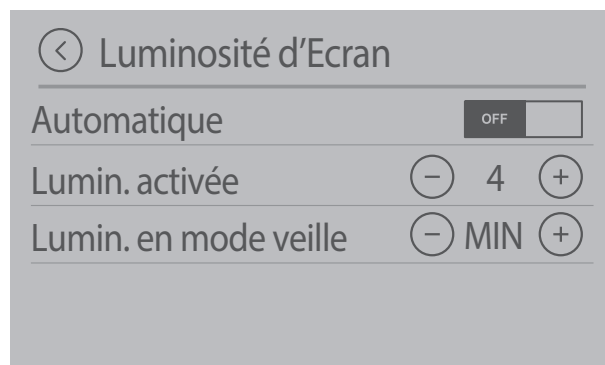 Luminosité d’Ecran
Automatique OFF
Lumin. activée − 4 +
Lumin. en mode veille − MIN +